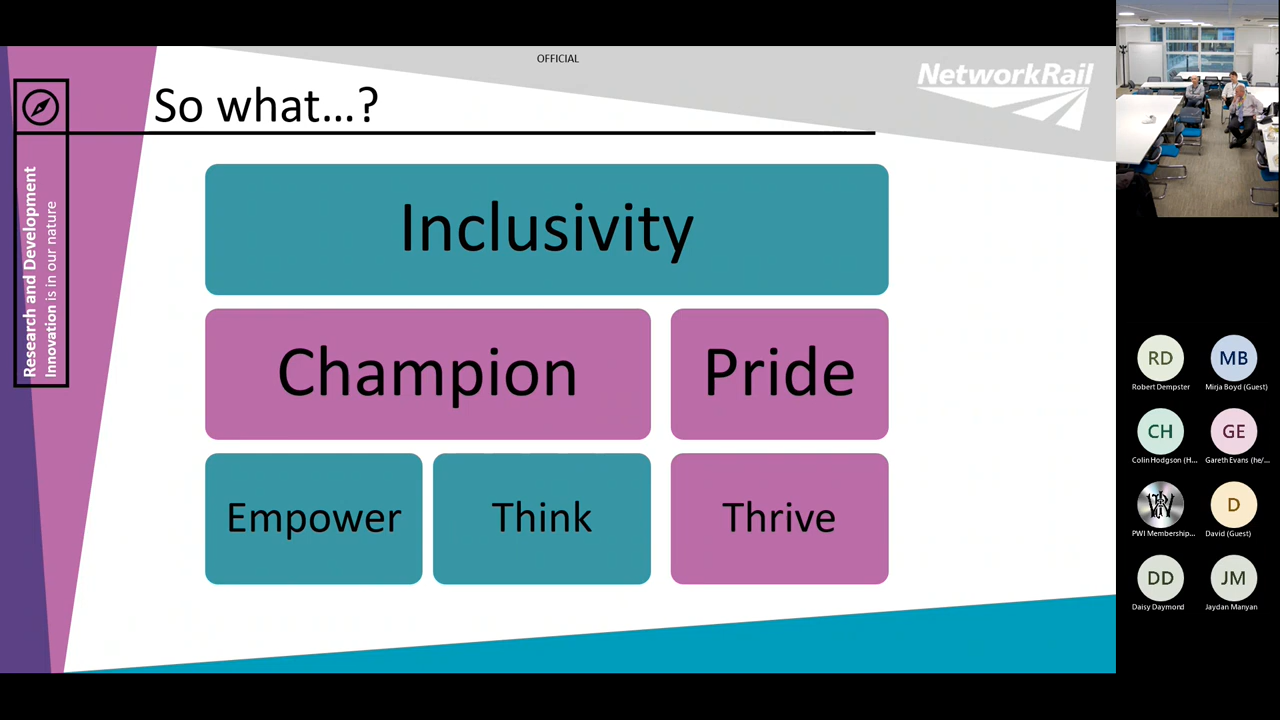 OFFICIAL
NetworkRail
So what...?
Research and Development
Innovation is in our nature
Inclusivity
Champion
Pride
Empower
Think
Thrive
RD
MB
Robert Dempster
Mirja Boyd (Guest)
CH
GE
Colin Hodgson (H...
Gareth Evans (he/...
D
PWI Membership...
David (Guest)
DD
JM
Daisy Daymond
Jaydan Manyan